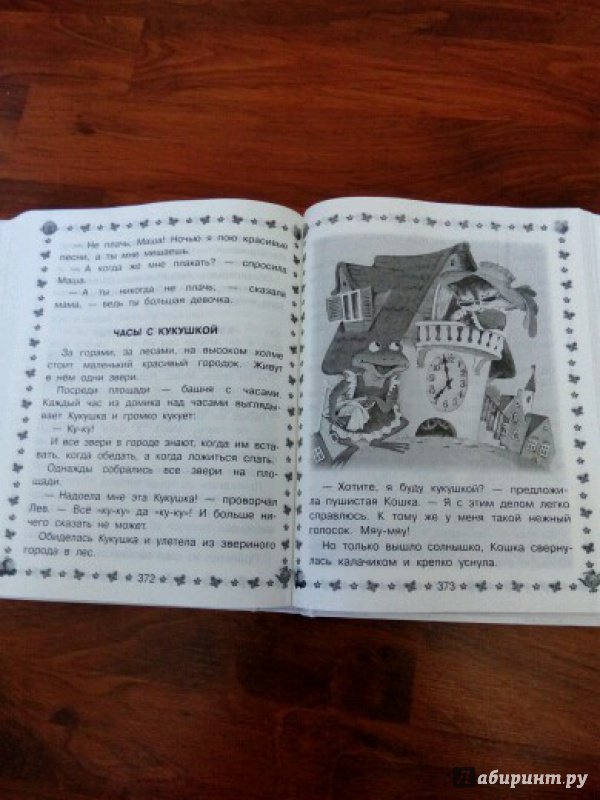 — Не плачь, Маша! Ночью я пою красивые
песни, а ты мне мешаешь.
— А когда же мне плакать? — спросила
Маша.
— А ты никогда не плачь, — сказала
мама, — ведь ты большая девочка.
ЧАСЫ С КУКУШКОЙ
За горами, за лесами, на высоком холме
стоит маленький красивый городок. Живут
в нём одни звери.
Посреди площади — башня с часами.
Каждый час из домика над часами выгляды-
вает Кукушка и громко кукует:
— Ку-ку!
И все звери в городе знают, когда им вста-
вать, когда обедать, а когда ложиться спать.
Однажды собрались все звери на пло-
щади.
— Надоела мне эта Кукушка! — проворчал
Лев. — Всё «ку-ку» да «ку-ку»! И больше ни-
чего сказать не может.
Обиделась Кукушка и улетела из звериного
города в лес.
372
— Хотите, я буду кукушкой? — предложи-
ла пушистая Кошка. — Я с этим делом легко
справлюсь. К тому же у меня такой нежный
голосок. Мяу-мяу!
Но только вышло солнышко, Кошка сверну-
лась калачиком и крепко уснула.
373
абиринт.ру